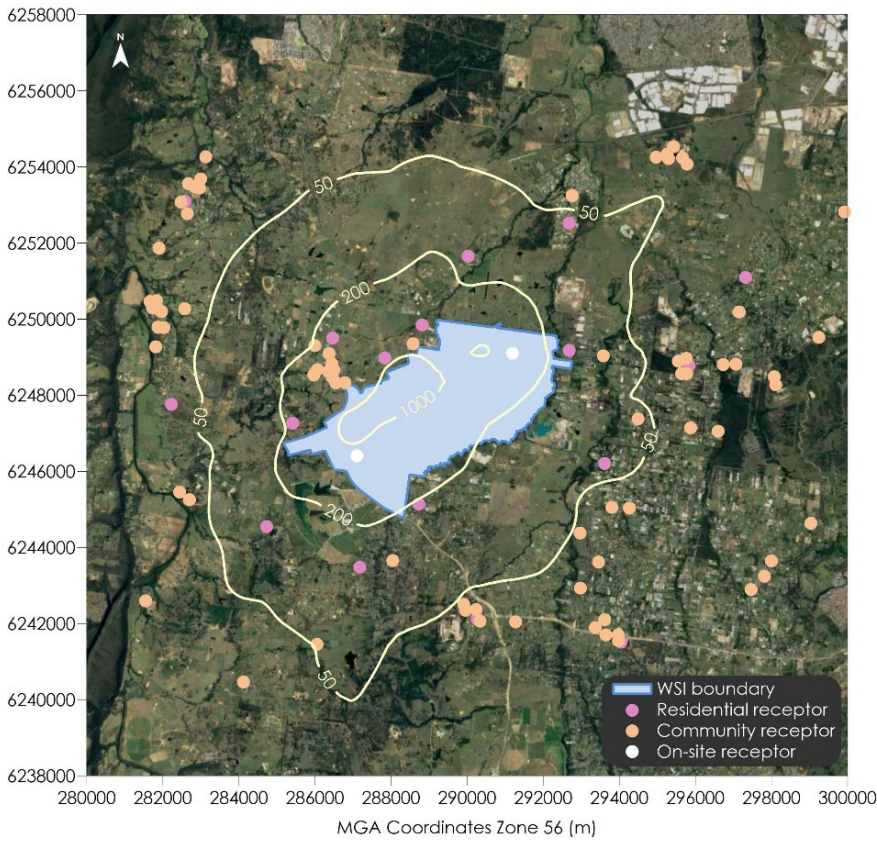 6258000
N
6256000
6254000
50
50
6252000
200
6250000
6248000
1000
50
50
6246000
200
6244000
6242000
50
6240000
WSI boundary
Residential receptor
Community receptor
On-site receptor
6238000
280000 282000 284000 286000 288000 290000 292000 294000 296000 298000 300000
MGA Coordinates Zone 56 (m)